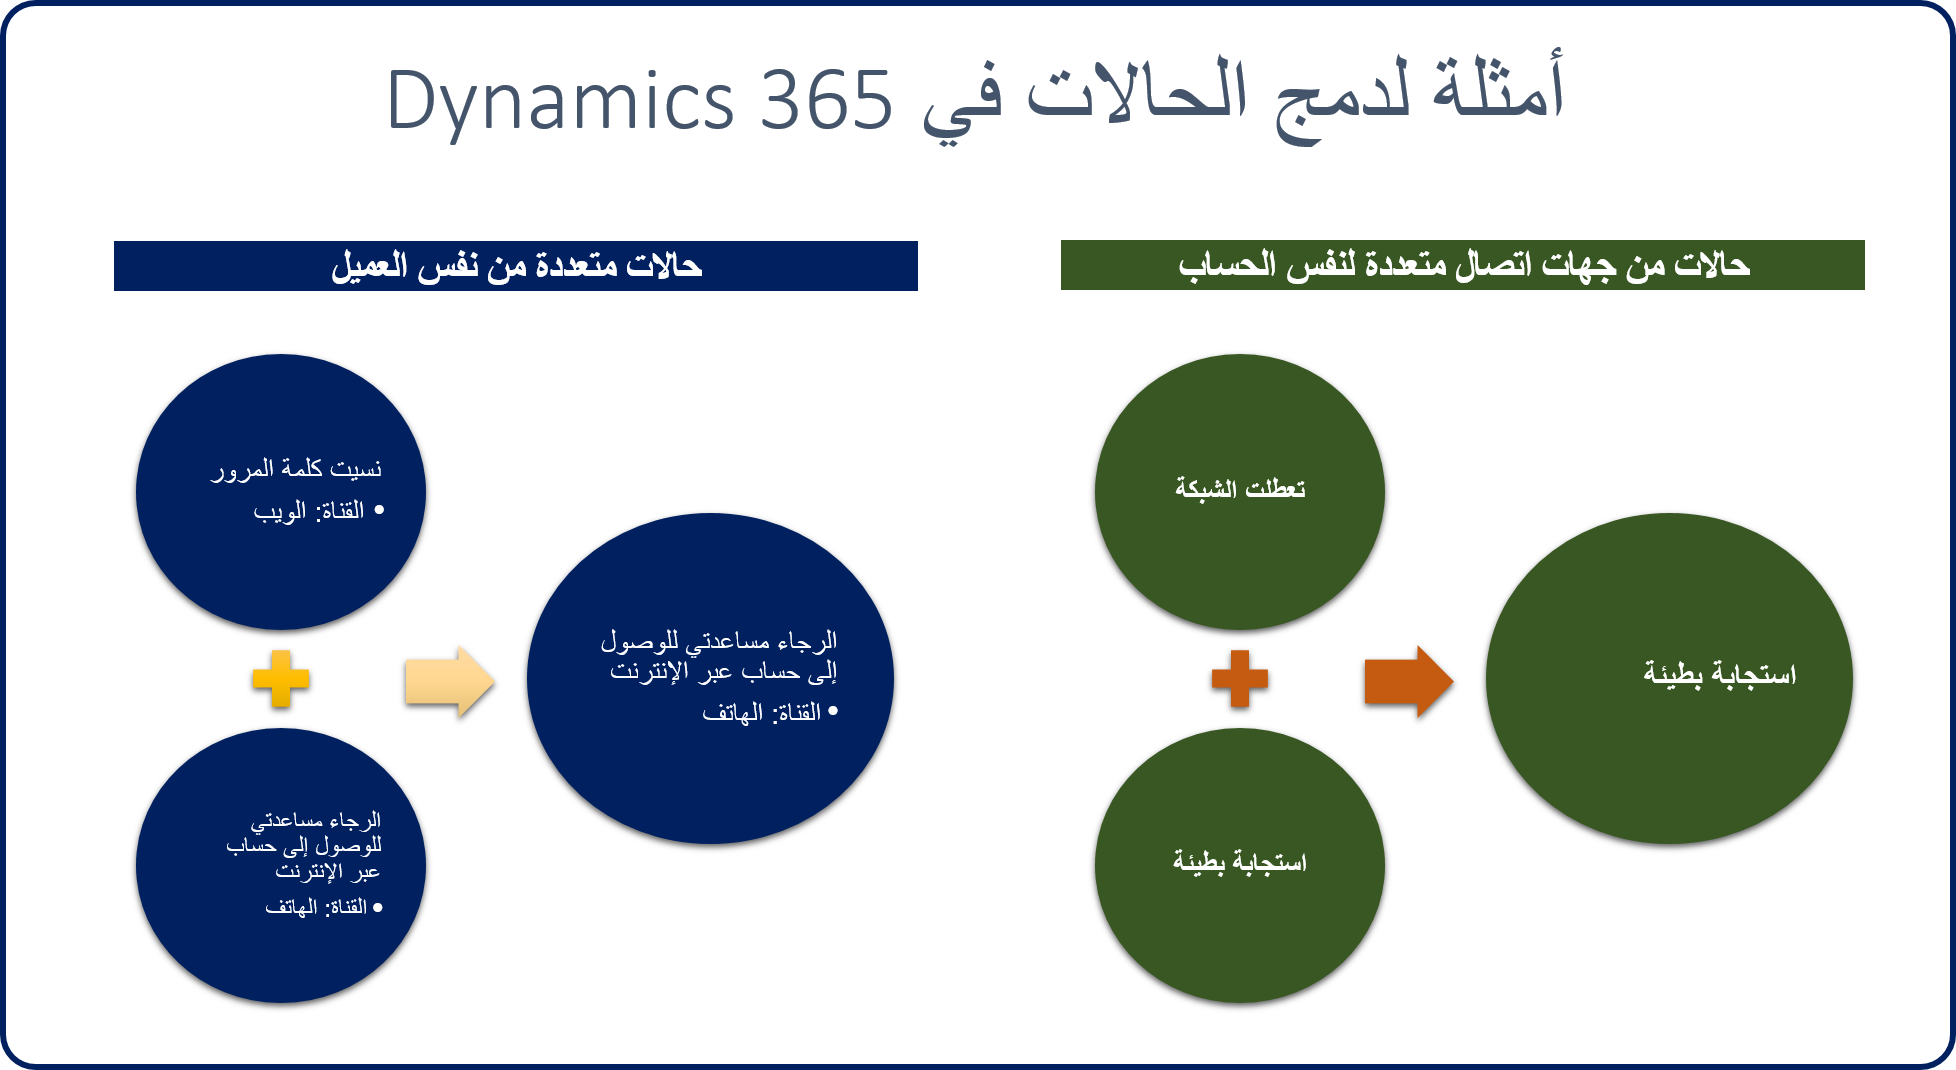 أمثلة لدمج الحالات في Dynamics 365
حالات من جهات اتصال متعددة لنفس الحساب
تعطلت الشبكة
استجابة بطيئة
استجابة بطيئة
حالات متعددة من نفس العميل
نسيت كلمة المرور
• القناة: الويب
الرجاء مساعدتي
للوصول إلى حساب
عبر الإنترنت
• القناة: الهاتف
الرجاء مساعدتي للوصول
إلى حساب عبر الإنترنت
• القناة: الهاتف